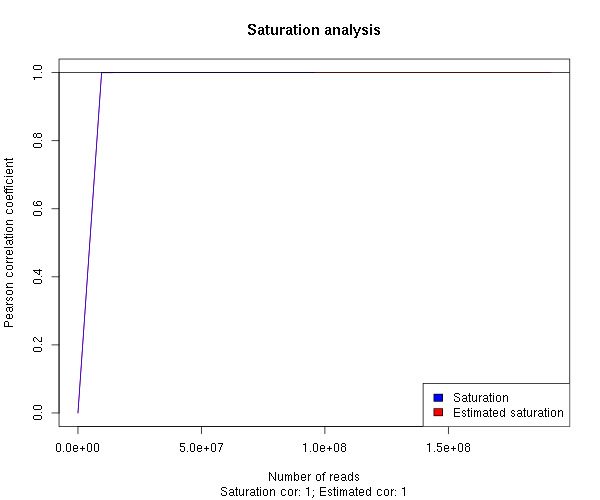 Saturation analysis
Pearson correlation coefficient
1.0
0.8
0.6
0.4
0.2
0.0
0.0e+00
5.0e+07
1.0e+08
1.5e+08
Saturation
Estimated saturation
Number of reads
Saturation cor: 1; Estimated cor: 1